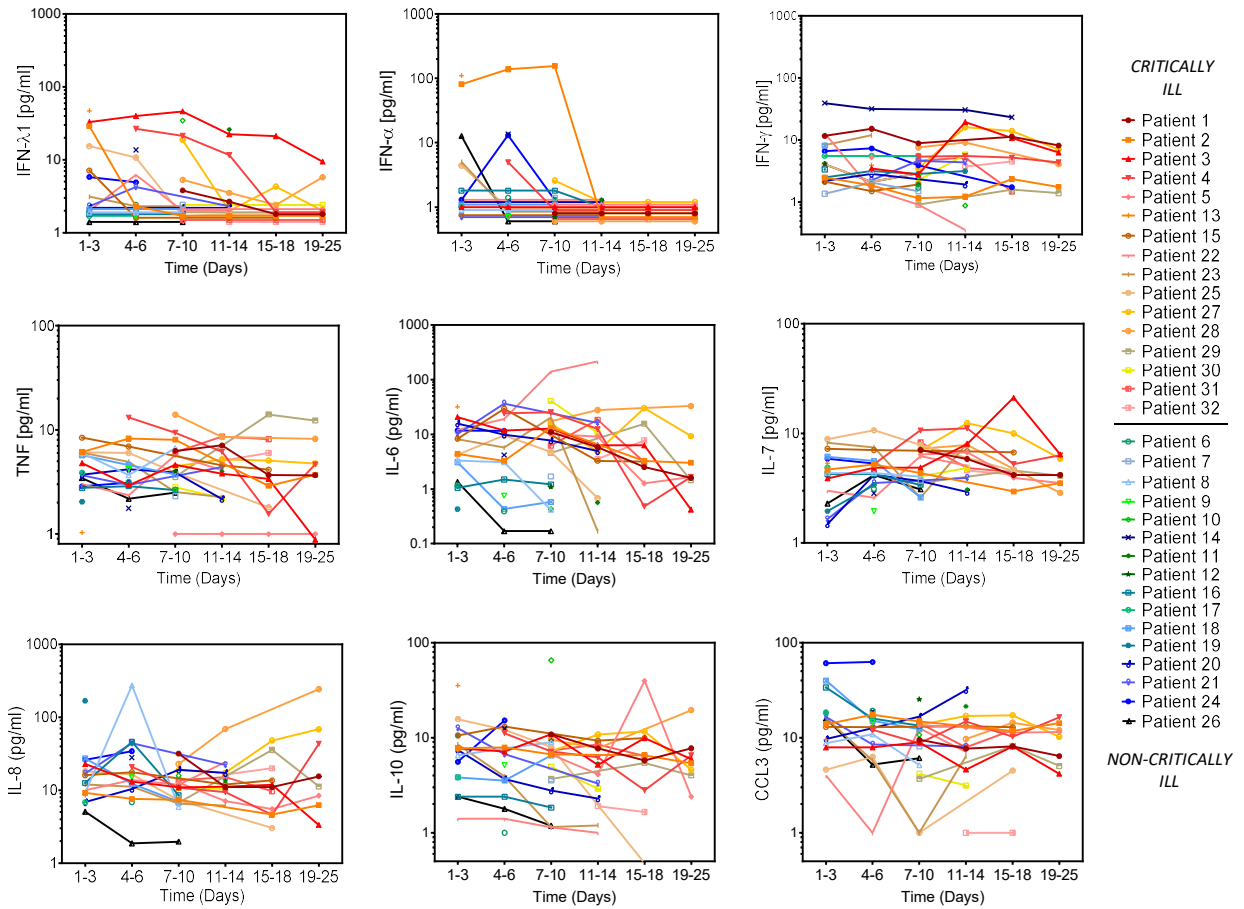 1000
100
10
1
IFN-λ1 [pg/ml]
1-3 4-6 7-10 11-14 15-18 19-25
Time (Days)
1000
100
10
1
IFN-α [pg/ml]
1-3 4-6 7-10 11-14 15-18 19-25
Time (Days)
1000
100
10
1
IFN-γ [pg/ml]
1-3 4-6 7-10 11-14 15-18 19-25
Time (Days)
100
10
1
TNF [pg/ml]
1-3 4-6 7-10 11-14 15-18 19-25
Time (Days)
1000
100
10
1
0.1
IL-6 (pg/ml)
1-3 4-6 7-10 11-14 15-18 19-25
Time (Days)
100
10
1
IL-7 [pg/ml]
1-3 4-6 7-10 11-14 15-18 19-25
Time (Days)
1000
100
10
1
IL-8 (pg/ml)
1-3 4-6 7-10 11-14 15-18 19-25
Time (Days)
100
10
1
IL-10 (pg/ml)
1-3 4-6 7-10 11-14 15-18 19-25
Time (Days)
100
10
1
CCL3 (pg/ml)
1-3 4-6 7-10 11-14 15-18 19-25
Time (Days)
CRITICALLY
ILL
Patient 1
Patient 2
Patient 3
Patient 4
Patient 5
Patient 13
Patient 15
Patient 22
Patient 23
Patient 25
Patient 27
Patient 28
Patient 29
Patient 30
Patient 31
Patient 32
Patient 6
Patient 7
Patient 8
Patient 9
Patient 10
Patient 14
Patient 11
Patient 12
Patient 16
Patient 17
Patient 18
Patient 19
Patient 20
Patient 21
Patient 24
Patient 26
NON-CRITICALLY
ILL